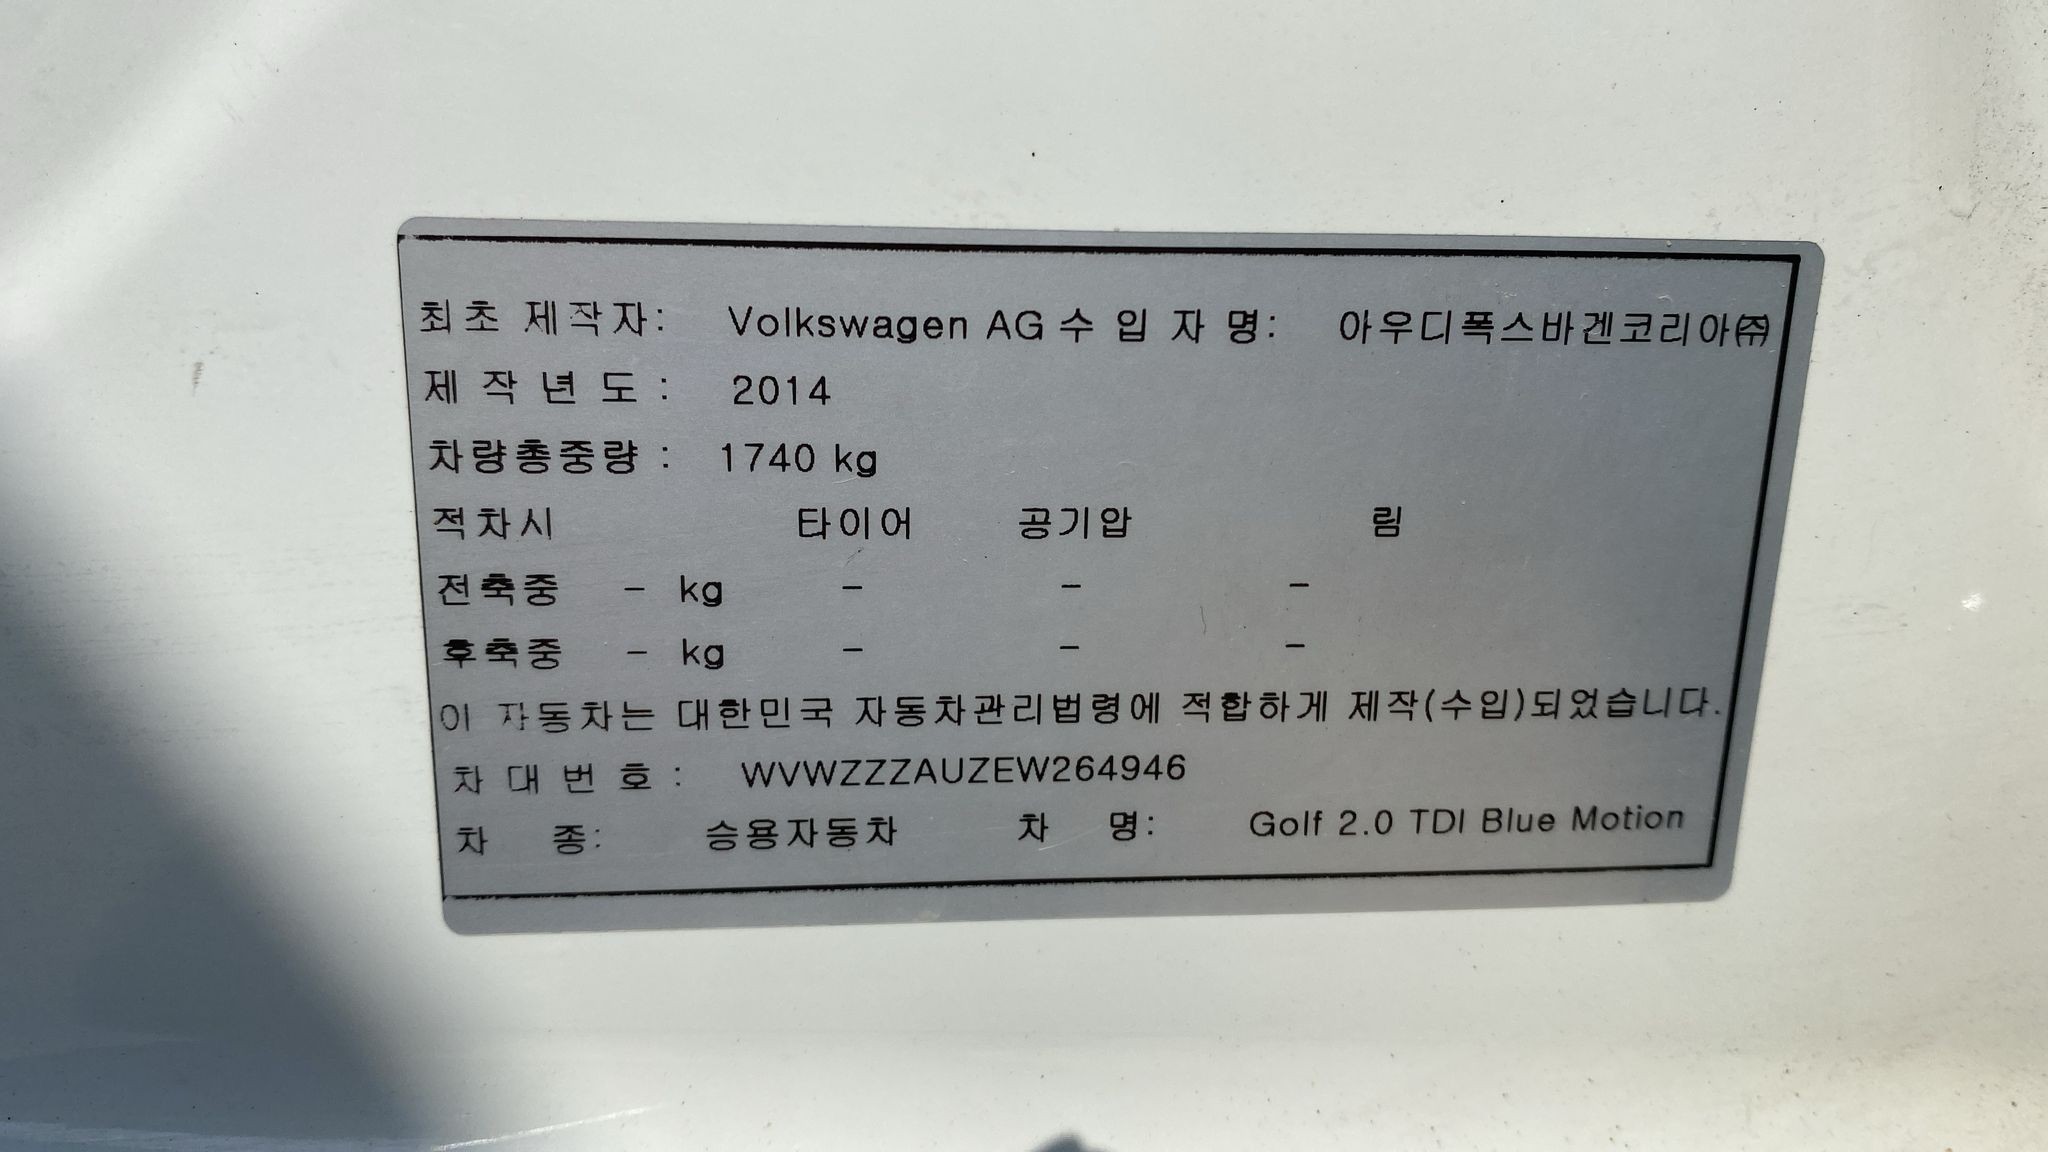 최초 제작자: Volkswagen AG 수 입 자 명: 아우디폭스바겐코리아㈜
제 작 년 도 : 2014
차량총중량 : 1740 kg
적차시 타이어 공기압 림
전축중 - kg - - -
후축중 - kg - - -
이 자동차는 대한민국 자동차관리법령에 적합하게 제작(수입)되었습니다.
차 대 번 호 : WVWZZZAUZEW264946
차 종: 승용자동차 차 명: Golf 2.0 TDI Blue Motion